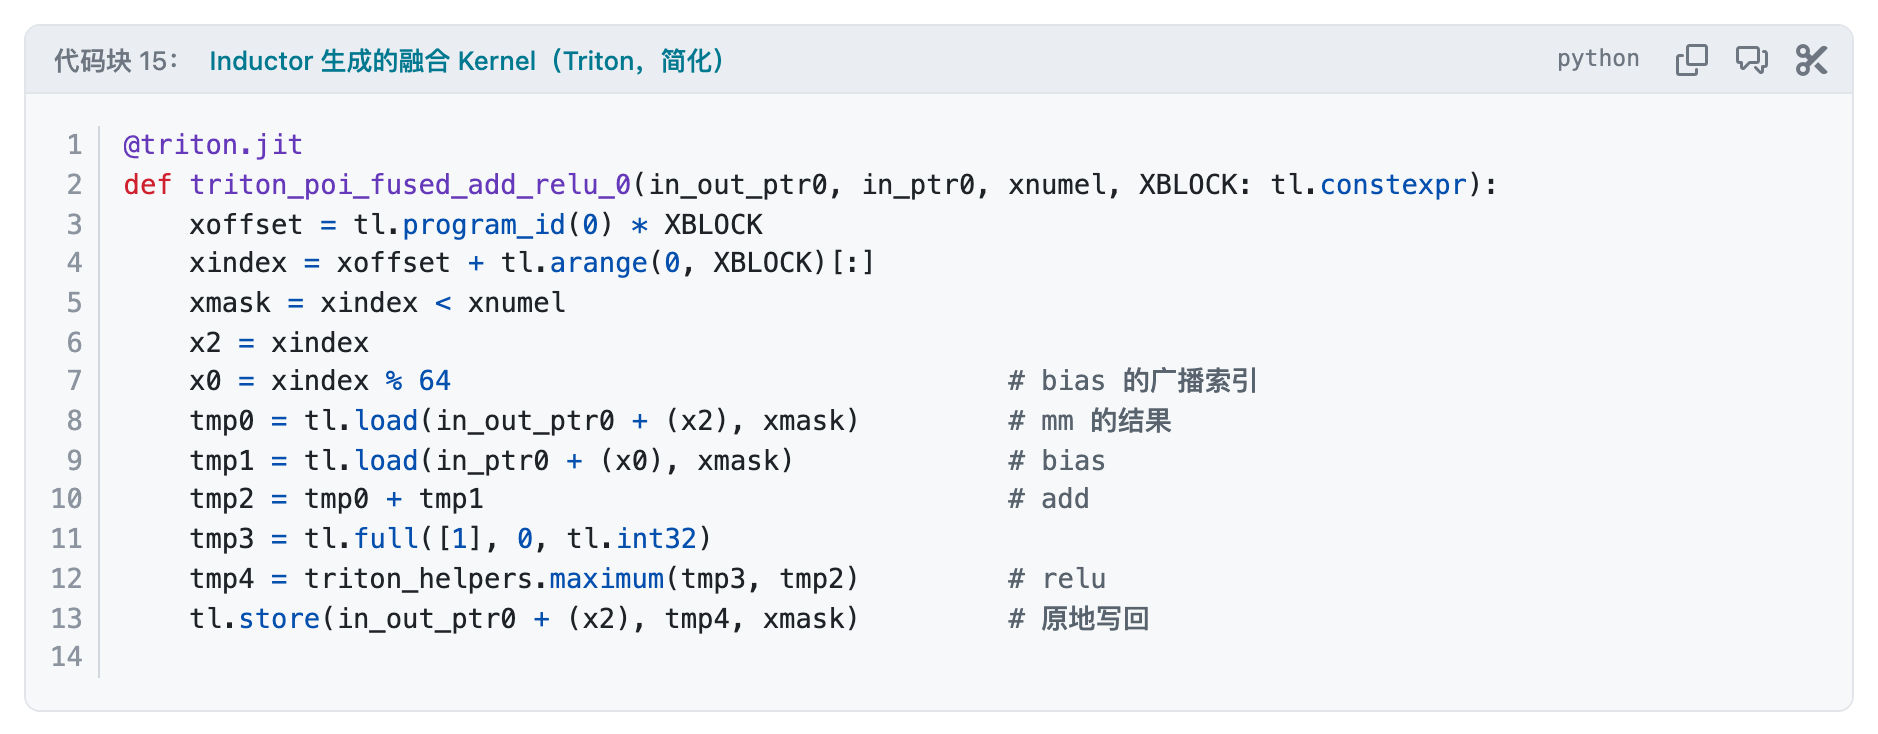 代码块 15： Inductor 生成的融合 Kernel（Triton，简化） python
1 @triton.jit
2 def triton_poi_fused_add_relu_0(in_out_ptr0, in_ptr0, xnumel, XBLOCK: tl.constexpr):
3     xoffset = tl.program_id(0) * XBLOCK
4     xindex = xoffset + tl.arange(0, XBLOCK)[:]
5     xmask = xindex < xnumel
6     x2 = xindex
7     x0 = xindex % 64                                  # bias 的广播索引
8     tmp0 = tl.load(in_out_ptr0 + (x2), xmask)         # mm 的结果
9     tmp1 = tl.load(in_ptr0 + (x0), xmask)             # bias
10     tmp2 = tmp0 + tmp1                                # add
11     tmp3 = tl.full([1], 0, tl.int32)
12     tmp4 = triton_helpers.maximum(tmp3, tmp2)         # relu
13     tl.store(in_out_ptr0 + (x2), tmp4, xmask)         # 原地写回
14